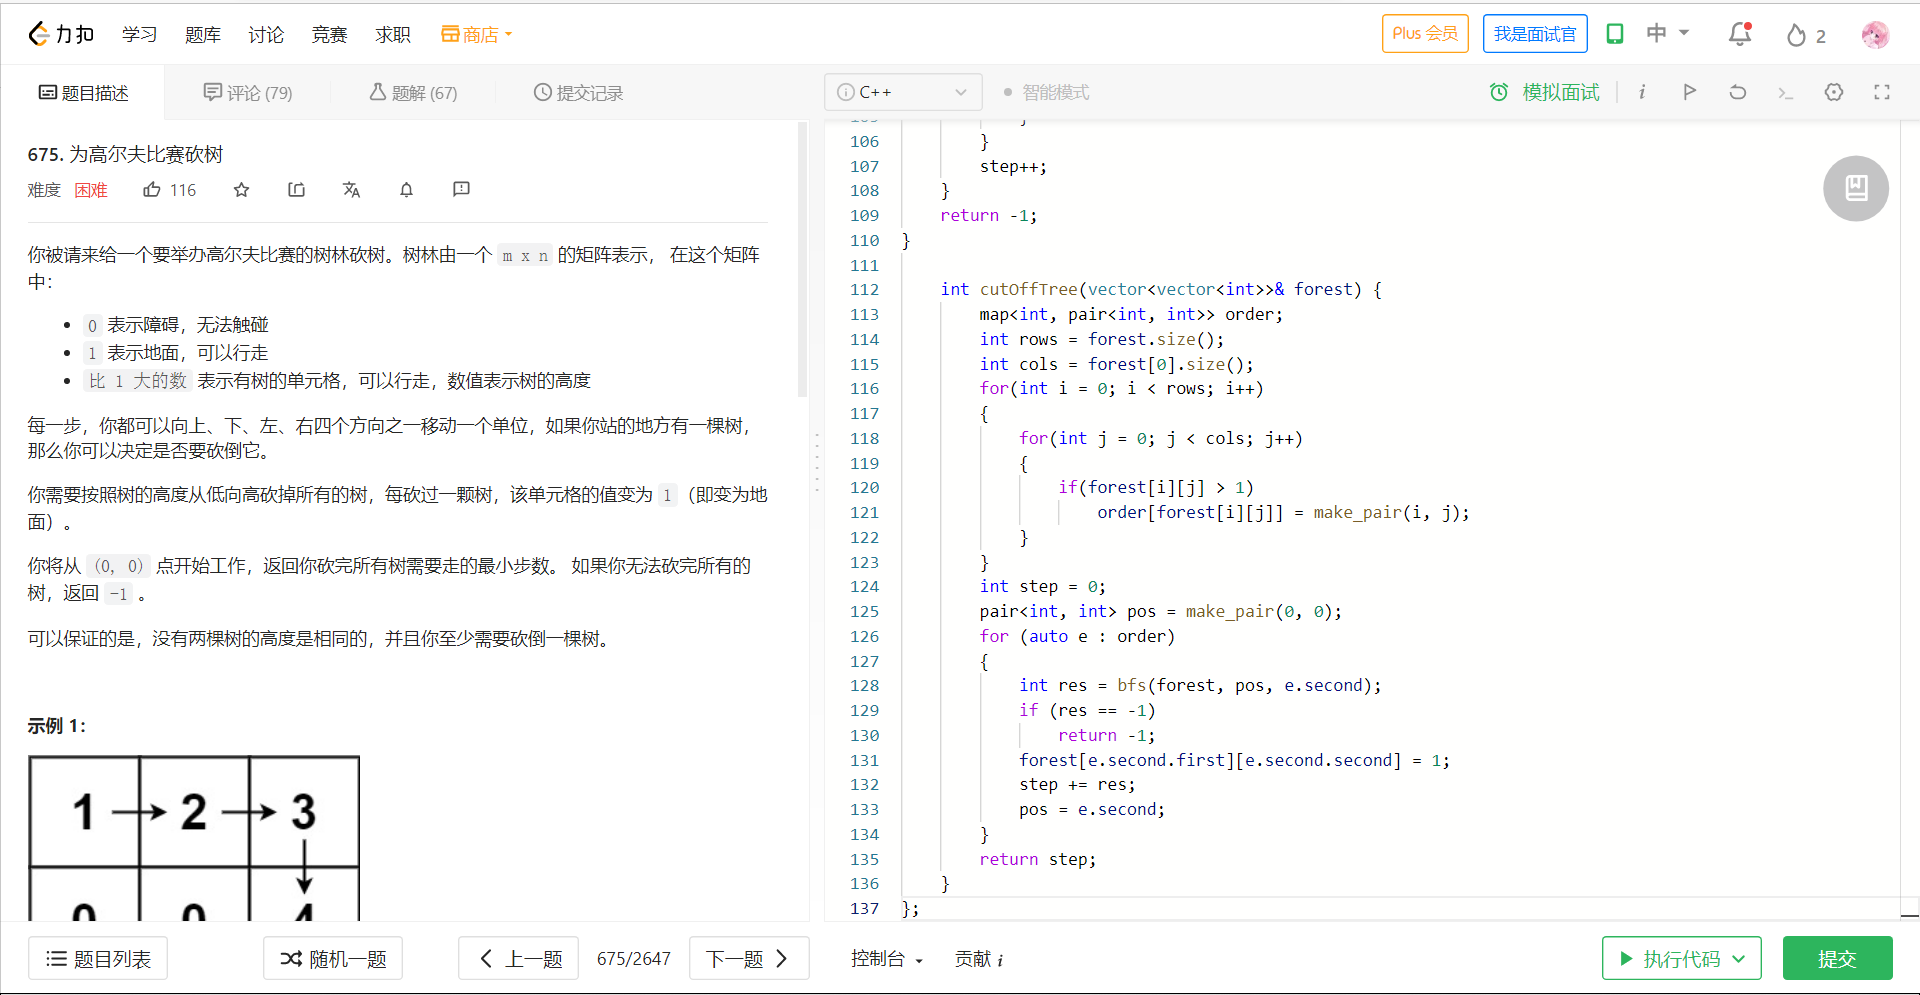 力扣 学习 题库 讨论 竞赛 求职 商店 Plus 会员 我是面试官 中 2
题目描述 评论 (79) 题解 (67) 提交记录
675. 为高尔夫比赛砍树
难度 困难 116
你被请来给一个要举办高尔夫比赛的树林砍树。树林由一个 m x n 的矩阵表示， 在这个矩阵
中：
0 表示障碍，无法触碰
1 表示地面，可以行走
比 1 大的数 表示有树的单元格，可以行走，数值表示树的高度
每一步，你都可以向上、下、左、右四个方向之一移动一个单位，如果你站的地方有一棵树，
那么你可以决定是否要砍倒它。
你需要按照树的高度从低向高砍掉所有的树，每砍过一颗树，该单元格的值变为 1（即变为地
面）。
你将从 (0, 0) 点开始工作，返回你砍完所有树需要走的最小步数。 如果你无法砍完所有的
树，返回 -1 。
可以保证的是，没有两棵树的高度是相同的，并且你至少需要砍倒一棵树。
示例 1：
1 2 3
0 0 4
题目列表 随机一题 上一题 675/2647 下一题
C++ 智能模式 模拟面试
105 }
106 }
107 step++;
108 }
109 return -1;
110 }
111
112 int cutOffTree(vector<vector<int>>& forest) {
113 map<int, pair<int, int>> order;
114 int rows = forest.size();
115 int cols = forest[0].size();
116 for(int i = 0; i < rows; i++)
117 {
118 for(int j = 0; j < cols; j++)
119 {
120 if(forest[i][j] > 1)
121 order[forest[i][j]] = make_pair(i, j);
122 }
123 }
124 int step = 0;
125 pair<int, int> pos = make_pair(0, 0);
126 for (auto e : order)
127 {
128 int res = bfs(forest, pos, e.second);
129 if (res == -1)
130 return -1;
131 forest[e.second.first][e.second.second] = 1;
132 step += res;
133 pos = e.second;
134 }
135 return step;
136 }
137 };
控制台 贡献 i 执行代码 提交